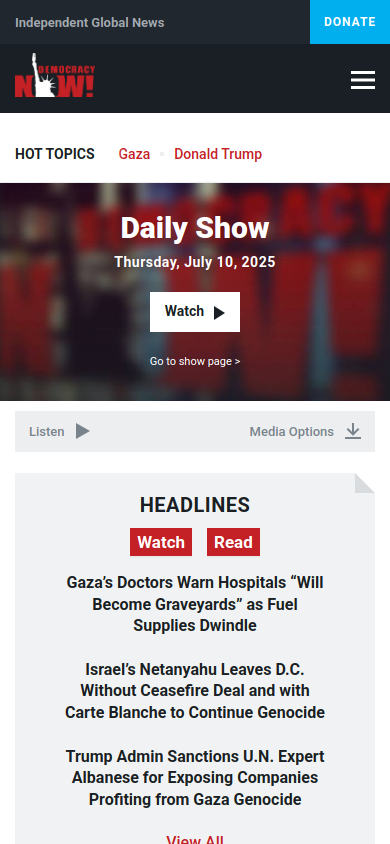 Independent Global News
DONATE
DEMOCRACY
NOW!
HOT TOPICS
Gaza
Donald Trump
Daily Show
Thursday, July 10, 2025
Watch
Go to show page >
Listen
Media Options
HEADLINES
Watch
Read
Gaza’s Doctors Warn Hospitals “Will
Become Graveyards” as Fuel
Supplies Dwindle
Israel’s Netanyahu Leaves D.C.
Without Ceasefire Deal and with
Carte Blanche to Continue Genocide
Trump Admin Sanctions U.N. Expert
Albanese for Exposing Companies
Profiting from Gaza Genocide
View All